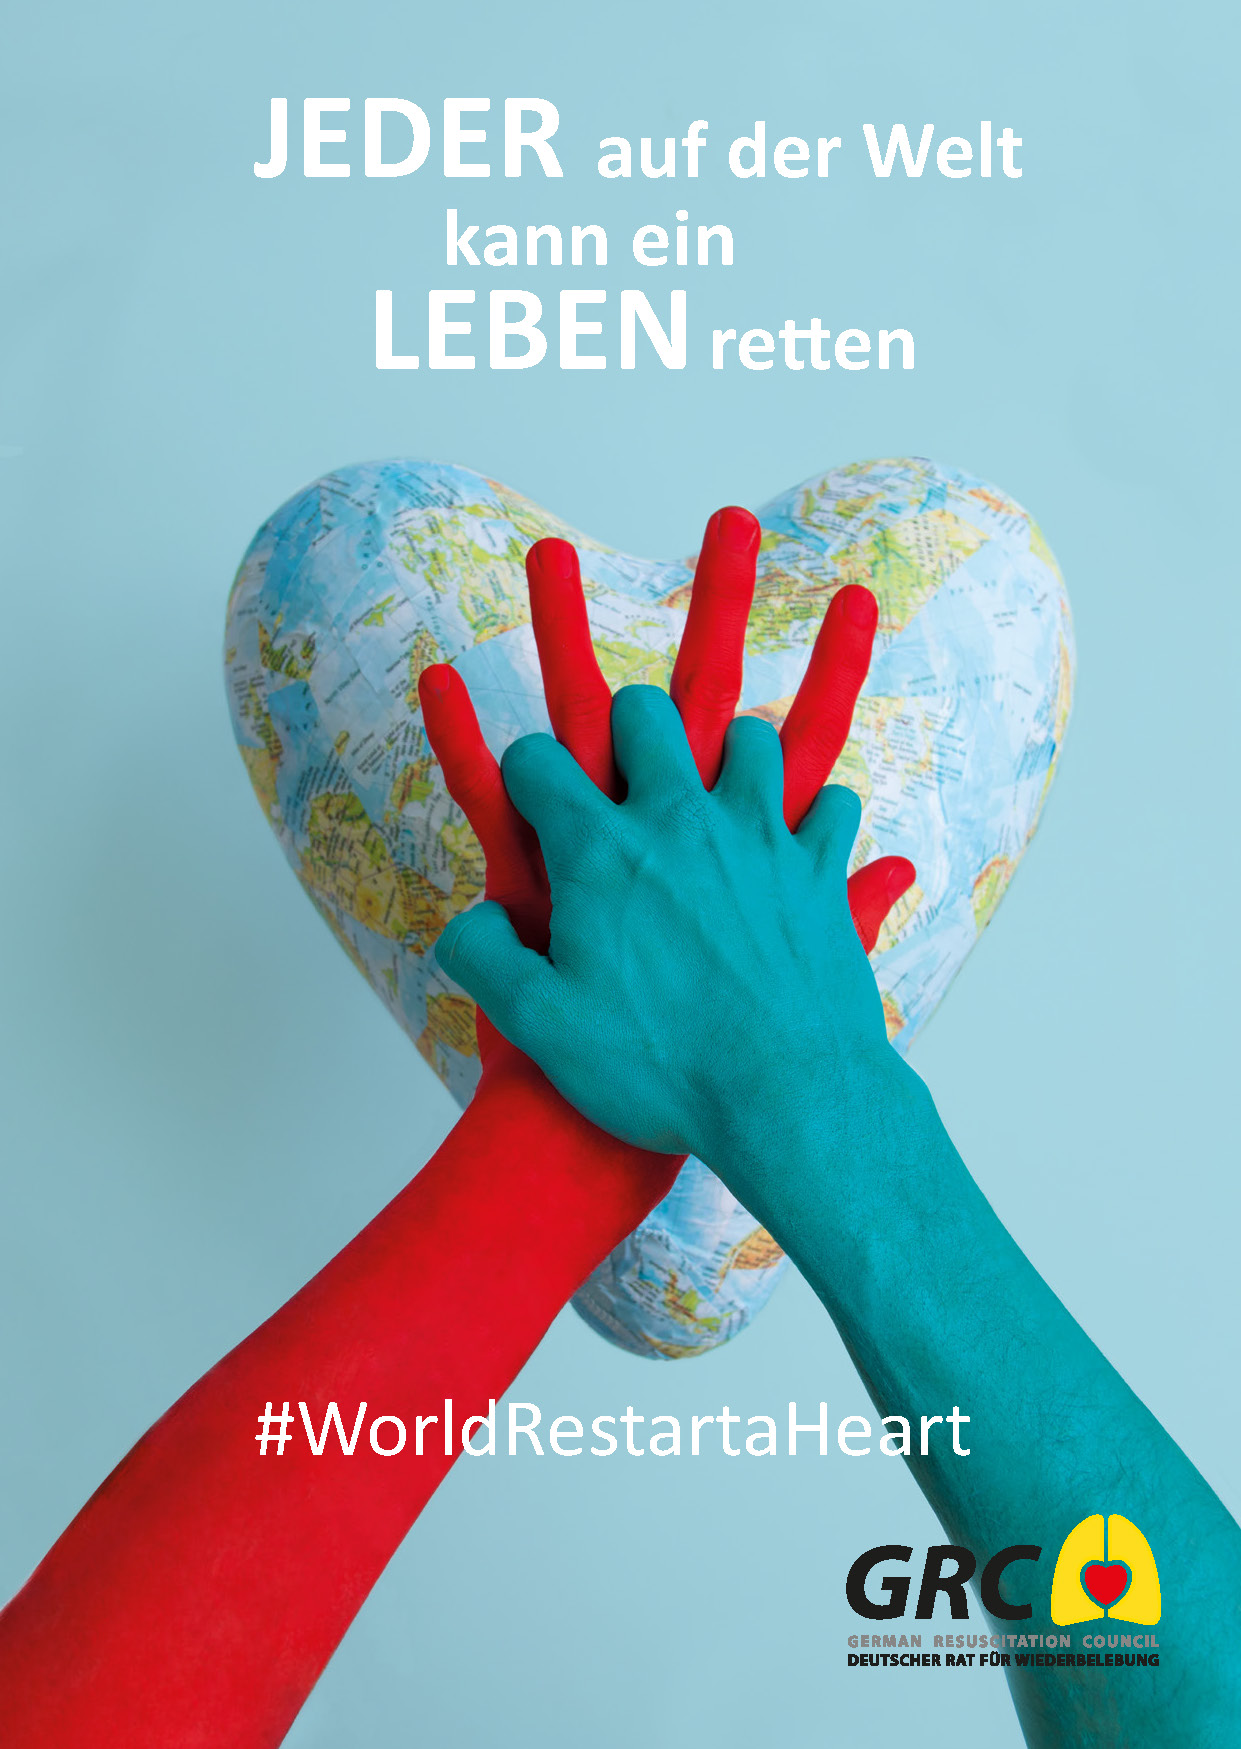 JEDER auf der Welt
kann ein
LEBEN retten
#WorldRestartaHeart
GRC
GERMAN RESUSCITATION COUNCIL
DEUTSCHER RAT FÜR WIEDERBELEBUNG